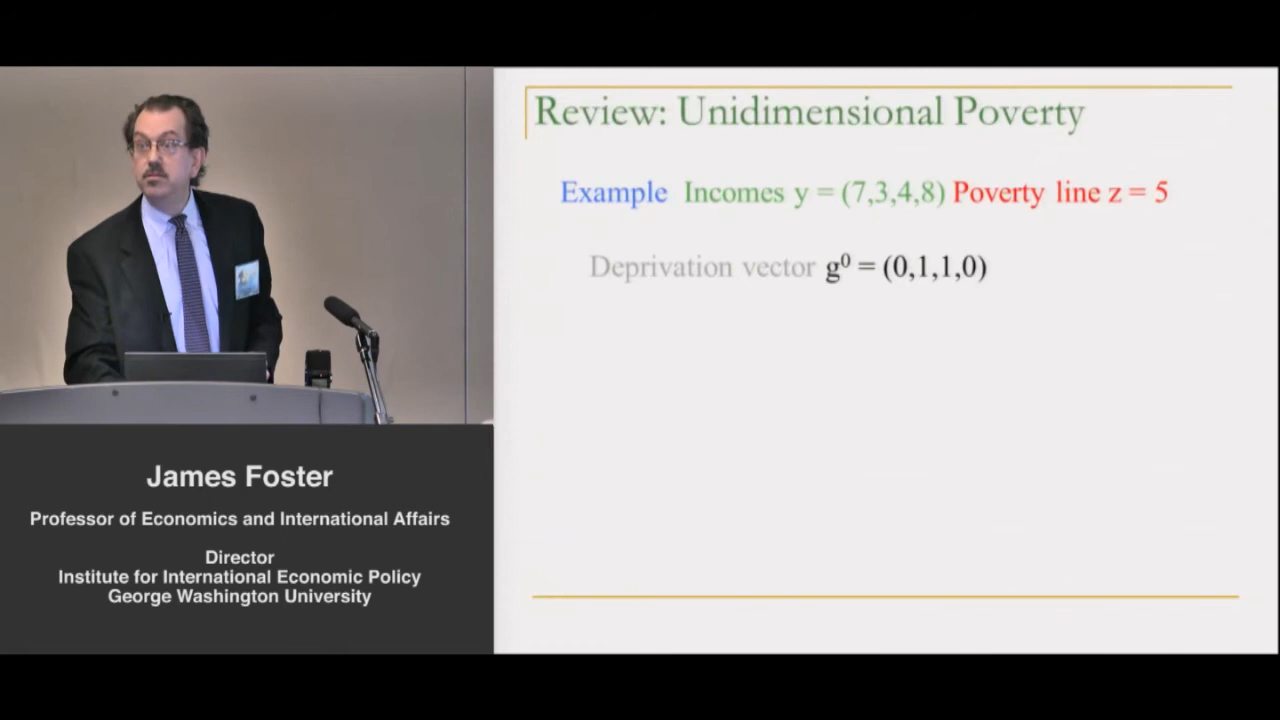 Review: Unidimensional Poverty
Example Incomes y = (7,3,4,8) Poverty line z = 5
Deprivation vector g⁰ = (0,1,1,0)
James Foster
Professor of Economics and International Affairs
Director
Institute for International Economic Policy
George Washington University